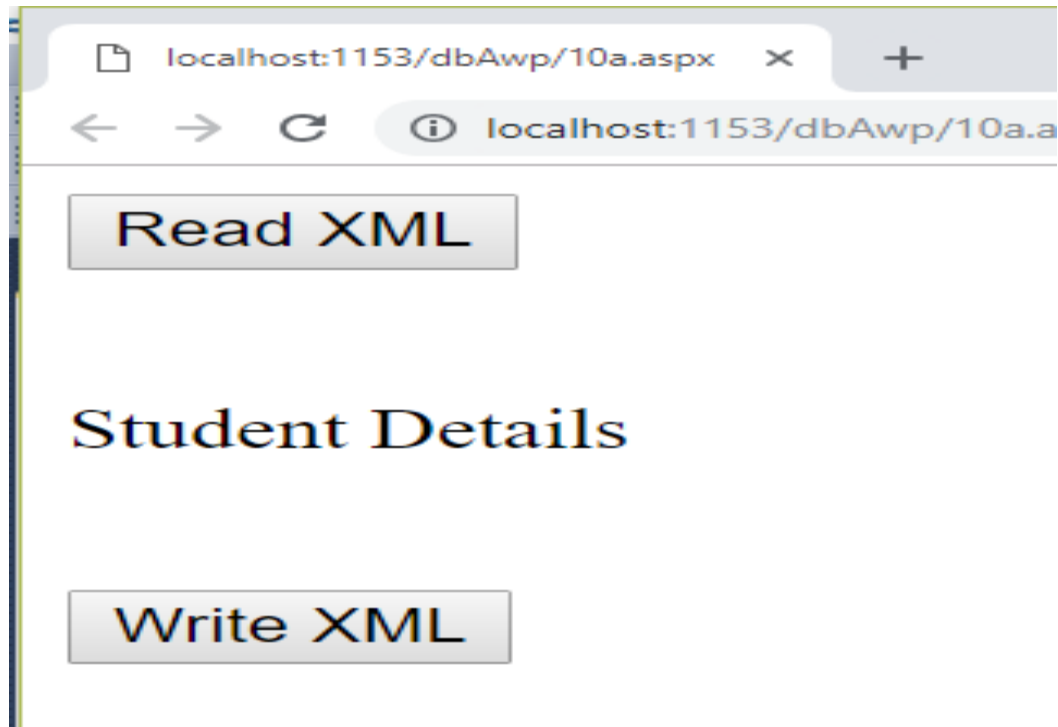 localhost:1153/dbAwp/10a.aspx
localhost:1153/dbAwp/10a.a
Read XML
Student Details
Write XML